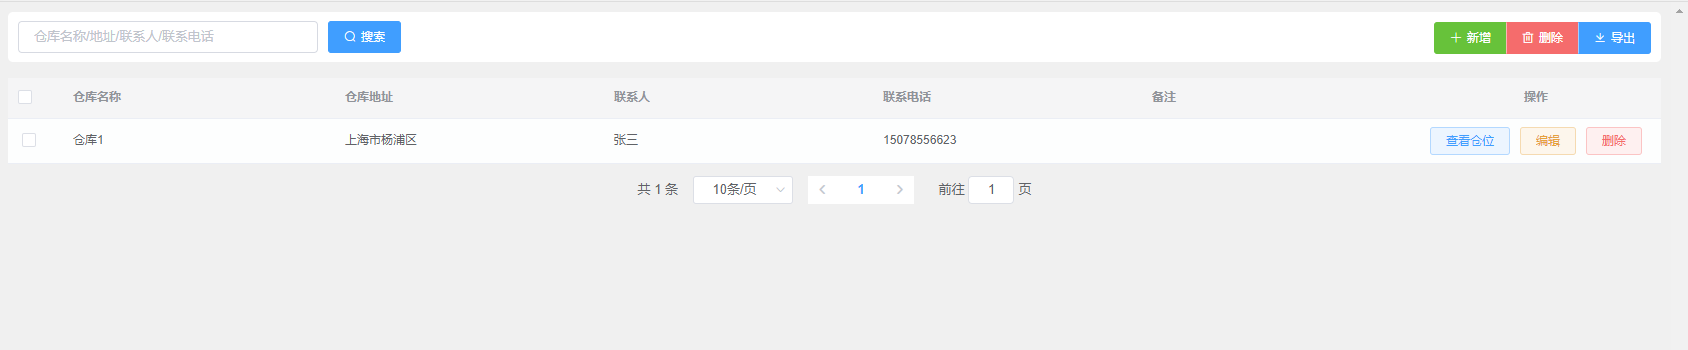 仓库名称/地址/联系人/联系电话 搜索 新增 删除 导出
仓库名称 仓库地址 联系人 联系电话 备注 操作
仓库1 上海市杨浦区 张三 15078556623 查看仓位 编辑 删除
共 1 条 10条/页 1 前往 1 页